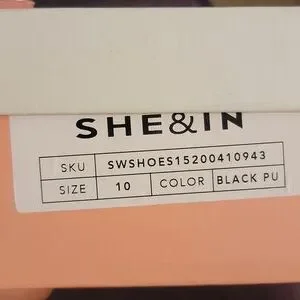 SHE&IN
SKU SWSHOES15200410943
SIZE 10 COLOR BLACK PU